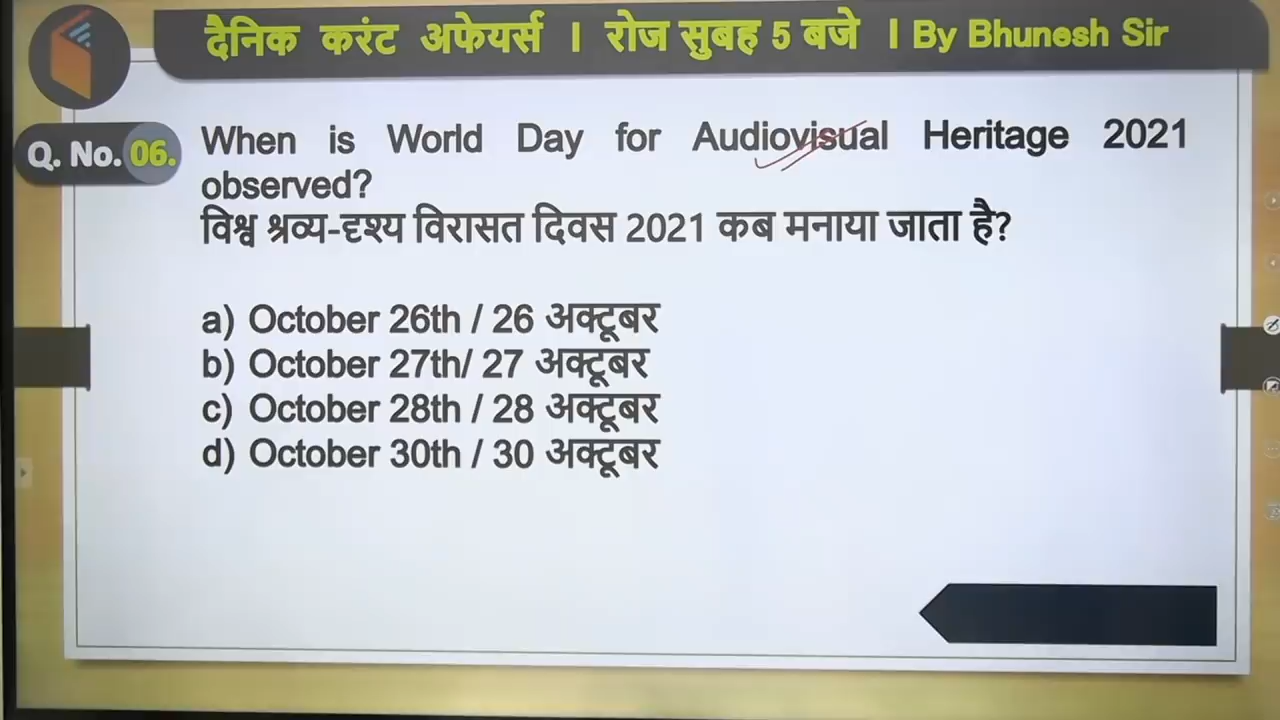 दैनिक करंट अफेयर्स । रोज सुबह 5 बजे । By Bhunesh Sir
Q. No. 06.
When is World Day for Audiovisual Heritage 2021
observed?
विश्व श्रव्य-दृश्य विरासत दिवस 2021 कब मनाया जाता है?
a) October 26th / 26 अक्टूबर
b) October 27th/ 27 अक्टूबर
c) October 28th / 28 अक्टूबर
d) October 30th / 30 अक्टूबर